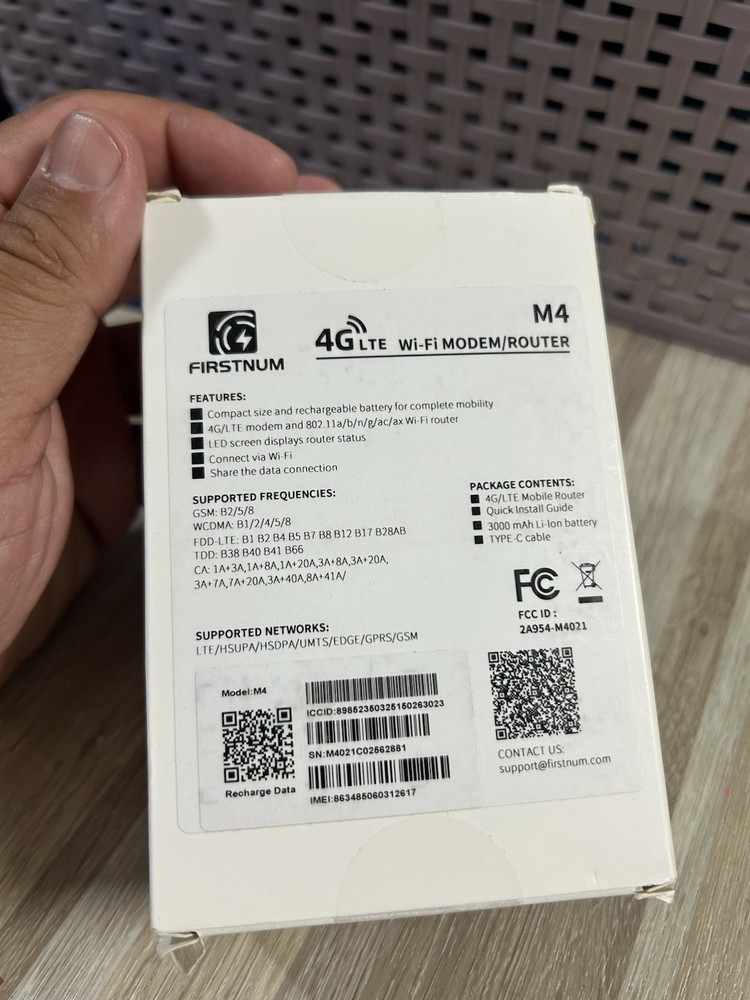 FIRSTNUM
M4
4G LTE Wi-Fi MODEM/ROUTER
FEATURES:
Compact size and rechargeable battery for complete mobility
4G/LTE modem and 802.11a/b/n/g/ac/ax Wi-Fi router
LED screen displays router status
Connect via Wi-Fi
Share the data connection
SUPPORTED FREQUENCIES:
GSM: B2/5/8
WCDMA: B1/2/4/5/8
FDD-LTE: B1 B2 B4 B5 B7 B8 B12 B17 B28AB
TDD: B38 B40 B41 B66
CA: 1A+3A,1A+8A,1A+20A,3A+8A,3A+20A,
3A+7A,7A+20A,3A+40A,8A+41A/
PACKAGE CONTENTS:
4G/LTE Mobile Router
Quick Install Guide
3000 mAh Li-Ion battery
TYPE-C cable
FC
FCC ID :
2A954-M4021
SUPPORTED NETWORKS:
LTE/HSUPA/HSDPA/UMTS/EDGE/GPRS/GSM
Model:M4
Recharge Data
ICCID:89852350325150263023
SN:M4021C02562881
IMEI:863485060312617
CONTACT US:
support@firstnum.com